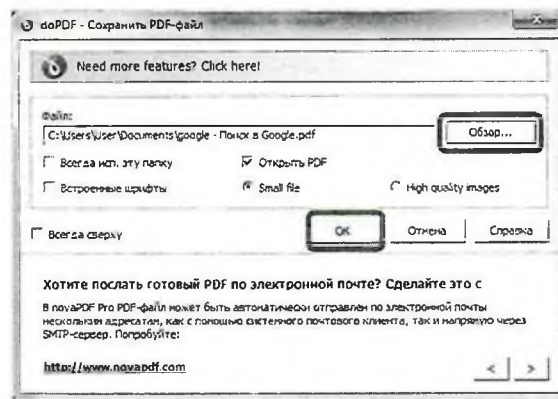 doPDF - Сохранить PDF-файл
Need more features? Click here!
Файл:
C:\Users\User\Documents\google - Поиск в Google.pdf
Обзор...
Всегда исп. эту папку
Открыть PDF
Встроенные шрифты
Small file
High quality images
Всегда сверху
OK
Отмена
Справка
Хотите послать готовый PDF по электронной почте? Сделайте это с
В novaPDF Pro PDF-файл может быть автоматически отправлен по электронной почты
нескольким адресатам, как с помощью системного почтового клиента, так и напрямую через
SMTP-сервер. Попробуйте:
http://www.novapdf.com
< >